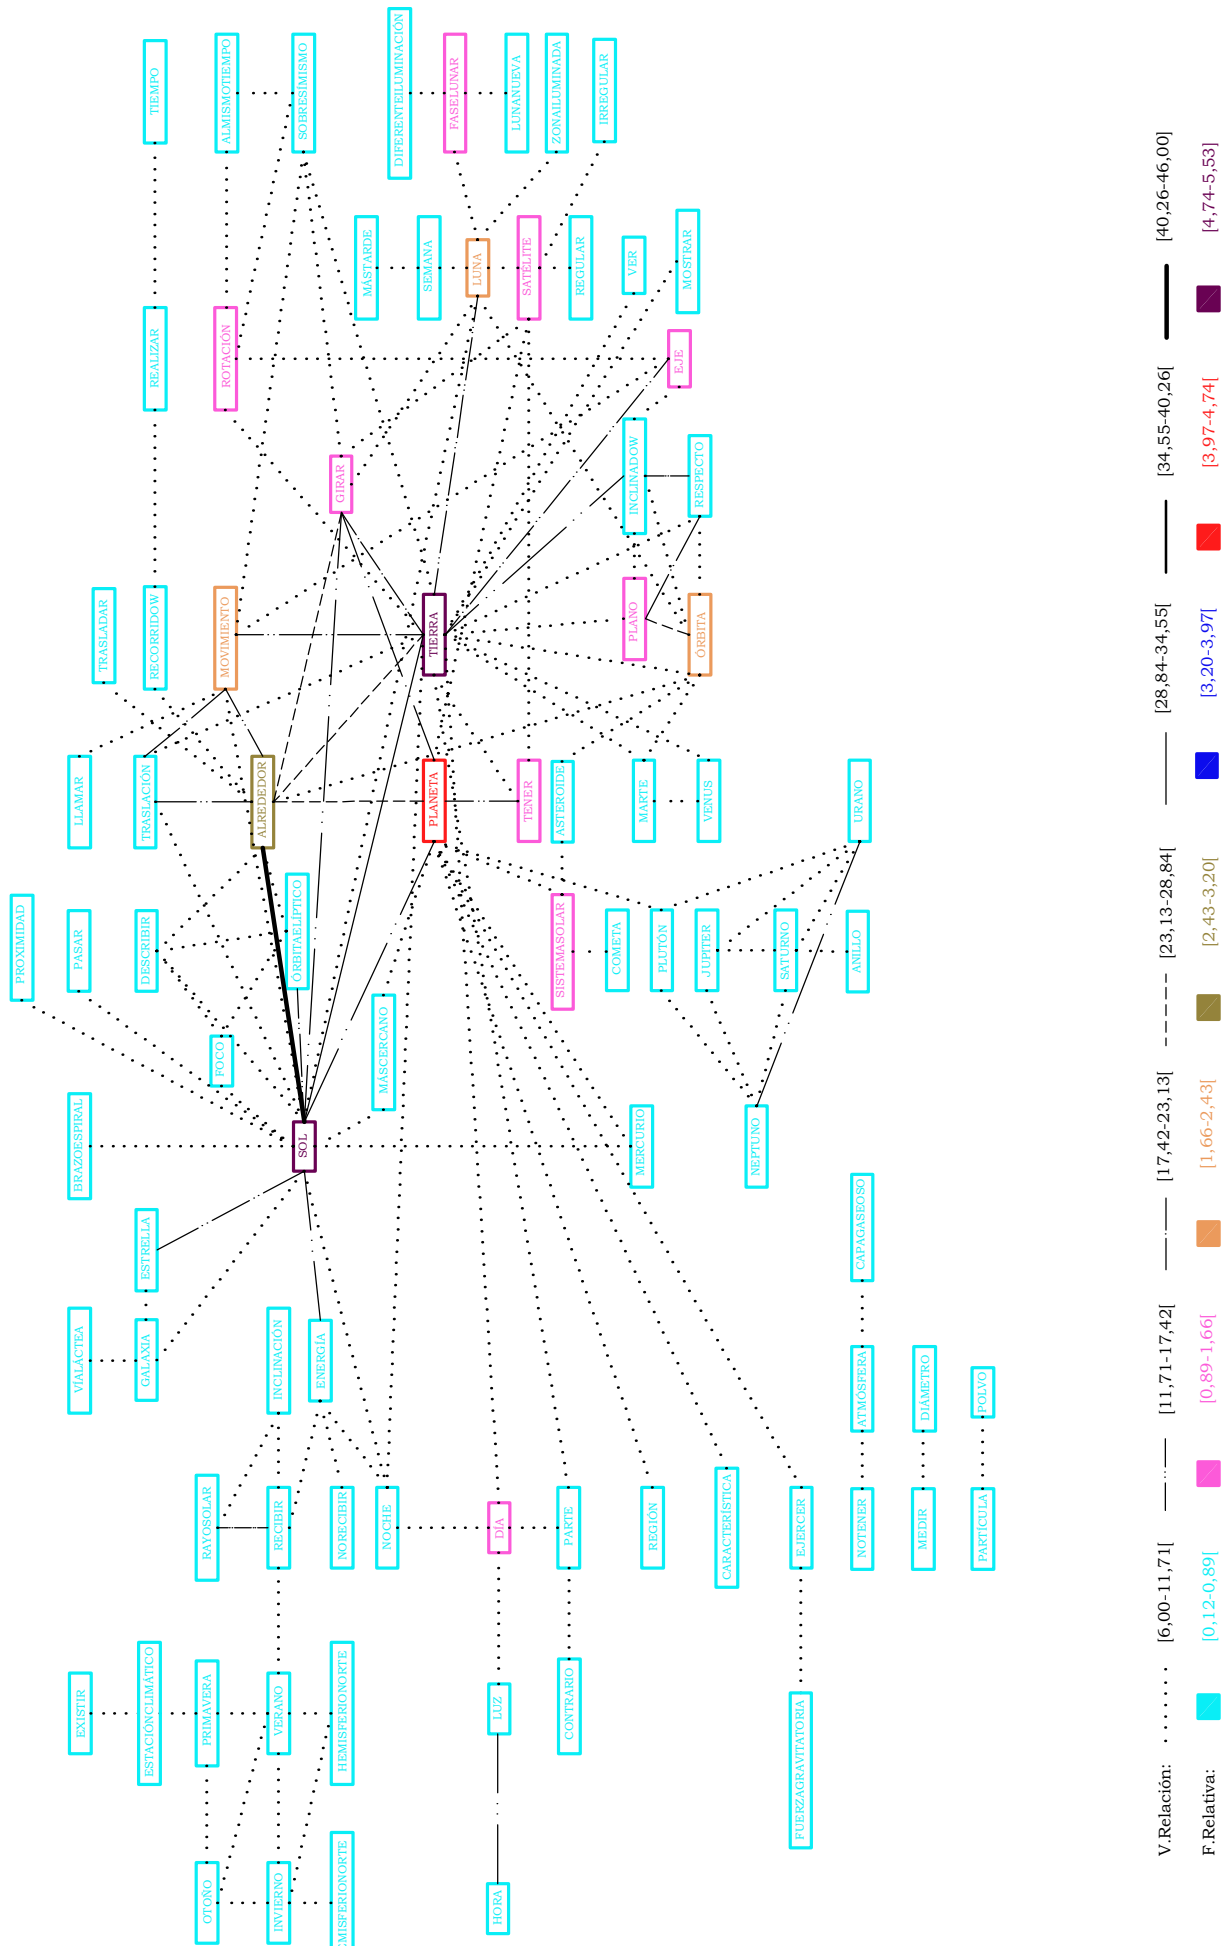 PROXIMIDAD
VÍALÁCTEA
BRAZOESPIRAL
PASAR
LLAMAR
TRASLADAR
EXISTIR
ESTACIÓNCLIMÁTICO
GALAXIA
ESTRELLA
DESCRIBIR
TRASLACIÓN
RECORRIDOW
REALIZAR
TIEMPO
OTOÑO
PRIMAVERA
RAYOSOLAR
FOCO
MOVIMIENTO
ROTACIÓN
ALMISMOTIEMPO
INVIERNO
VERANO
RECIBIR
INCLINACIÓN
ALREDEDOR
ÓRBITAELÍPTICO
SOL
SOBRESÍMISMO
EMISFERIONORTE
HEMISFERIONORTE
NORECIBIR
ENERGÍA
GIRAR
NOCHE
MÁSCERCANO
MÁSTARDE
DIFERENTEILUMINACIÓN
PLANETA
TIERRA
SEMANA
FASELUNAR
LUNA
HORA
LUZ
DÍA
TENER
SATÉLITE
LUNANUEVA
CONTRARIO
PARTE
SISTEMASOLAR
ASTEROIDE
REGULAR
ZONAILUMINADA
IRREGULAR
COMETA
REGIÓN
MERCURIO
PLUTÓN
MARTE
PLANO
INCLINADOW
VER
EJE
MOSTRAR
CARACTERÍSTICA
JUPITER
VENUS
ÓRBITA
RESPECTO
NEPTUNO
SATURNO
FUERZAGRAVITATORIA
EJERCER
ANILLO
URANO
NOTENER
ATMÓSFERA
CAPAGASEOSO
MEDIR
DIÁMETRO
PARTÍCULA
POLVO
V.Relación: [6,00-11,71[ [11,71-17,42[ [17,42-23,13[ [23,13-28,84[ [28,84-34,55[ [34,55-40,26[ [40,26-46,00]
F.Relativa: [0,12-0,89[ [0,89-1,66[ [1,66-2,43[ [2,43-3,20[ [3,20-3,97[ [3,97-4,74[ [4,74-5,53]